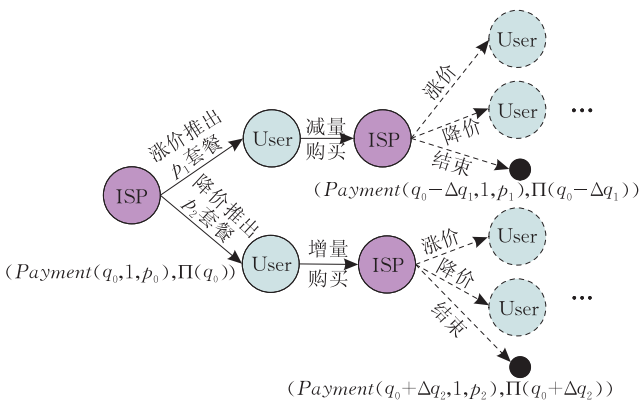 User
涨价
User
...
降价
涨价推出
p₁套餐
User
减量
购买
ISP
结束
ISP
(Payment(q₀−Δq₁,1,p₁),Π(q₀−Δq₁))
降价推出
p₂套餐
User
涨价
User
增量
购买
ISP
降价
(Payment(q₀,1,p₀),Π(q₀))
User
...
结束
(Payment(q₀+Δq₂,1,p₂),Π(q₀+Δq₂))